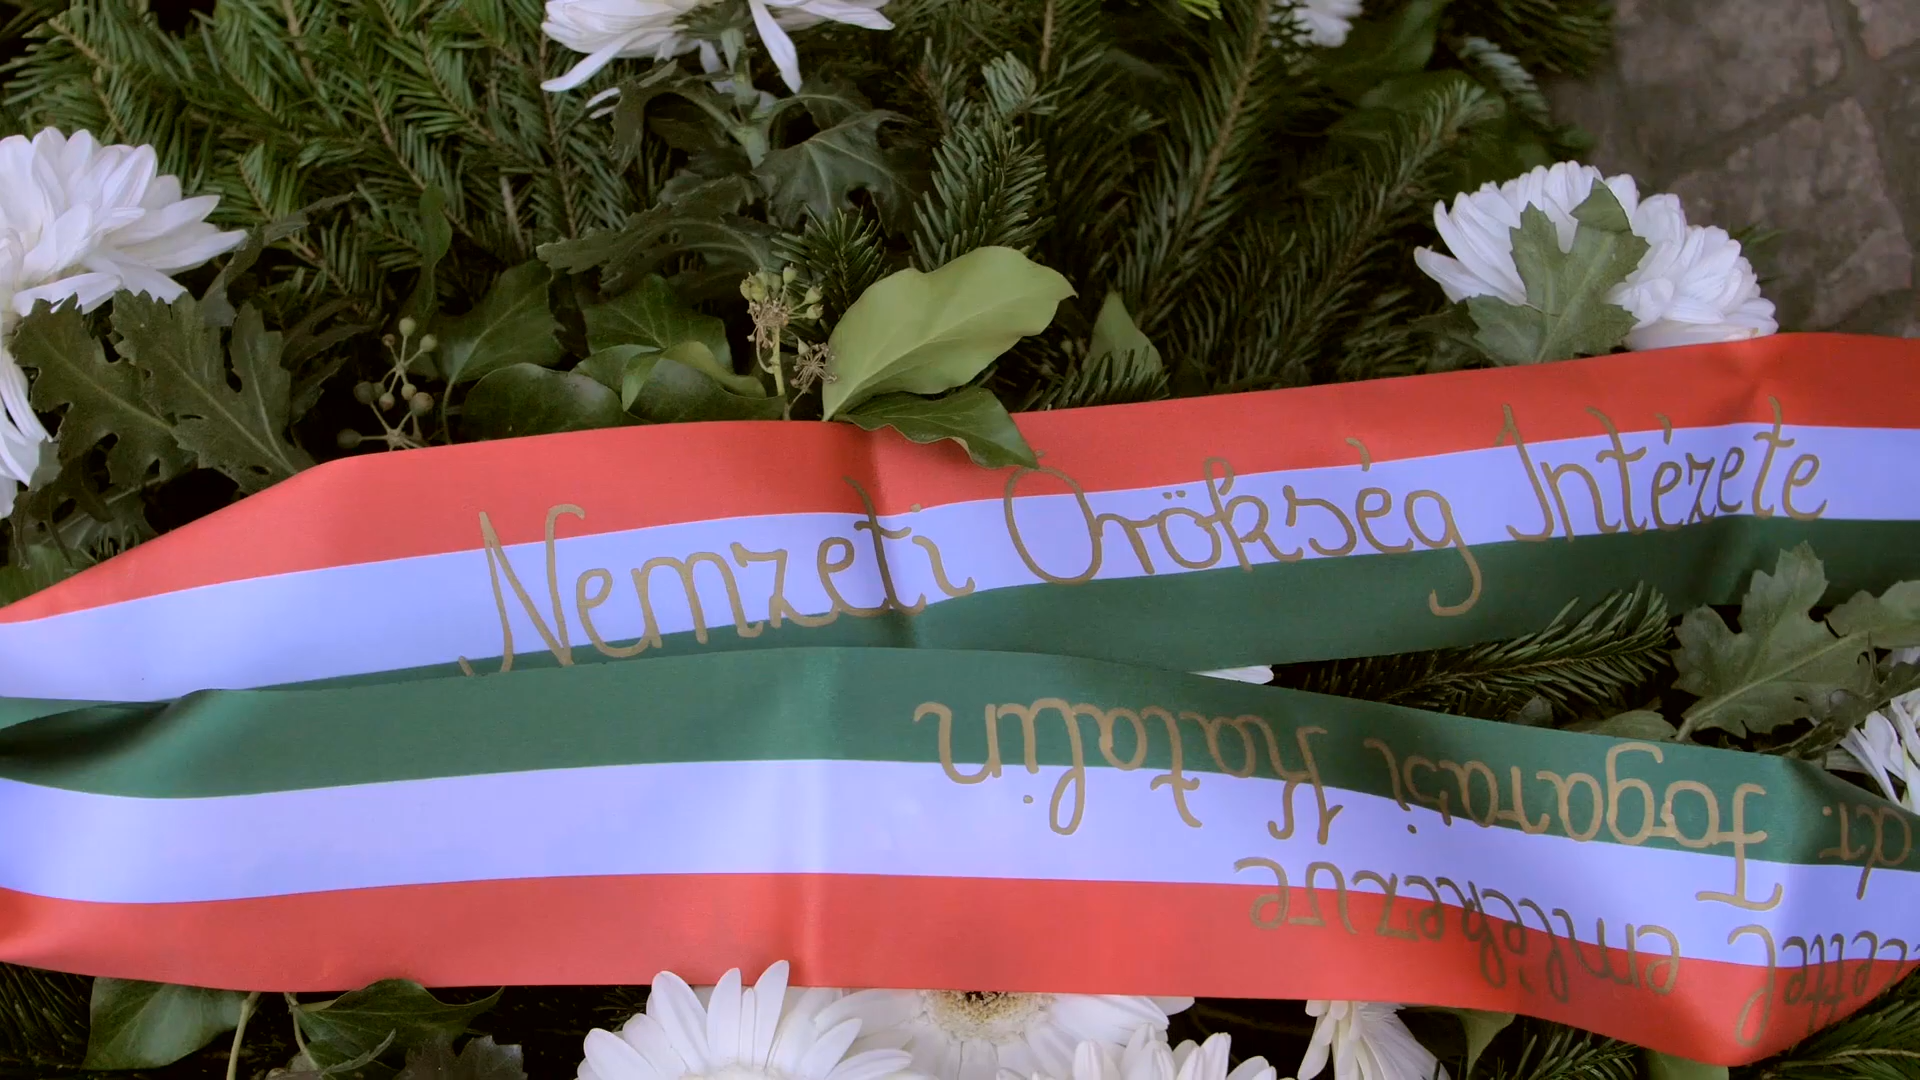 Nemzeti Örökség Intézete
dr. Fogarasi Katalin
emlékezve